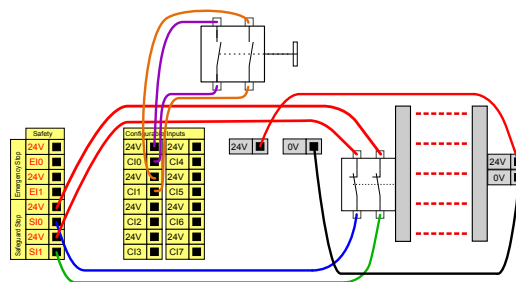 Safety
Emergency Stop
24V
EI0
24V
EI1
Safeguard Stop
24V
SI0
24V
SI1
Configurable Inputs
24V 24V
CI0 CI4
24V 24V
CI1 CI5
24V 24V
CI2 CI6
24V 24V
CI3 CI7
24V 0V
24V
0V